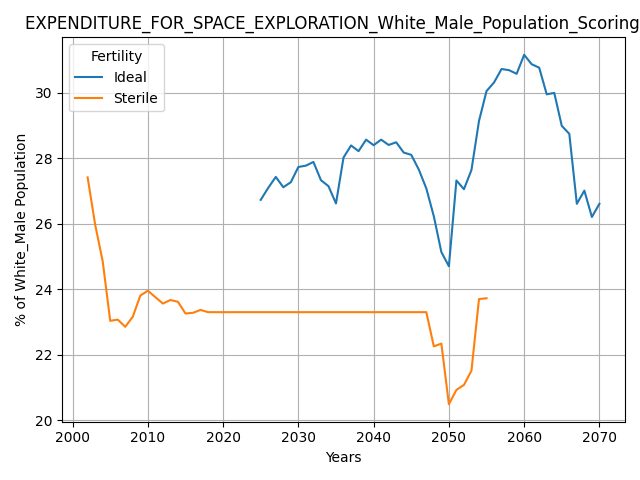 EXPENDITURE_FOR_SPACE_EXPLORATION_White_Male_Population_Scoring
Fertility
Ideal
Sterile
% of White_Male Population
30
28
26
24
22
20
2000 2010 2020 2030 2040 2050 2060 2070
Years